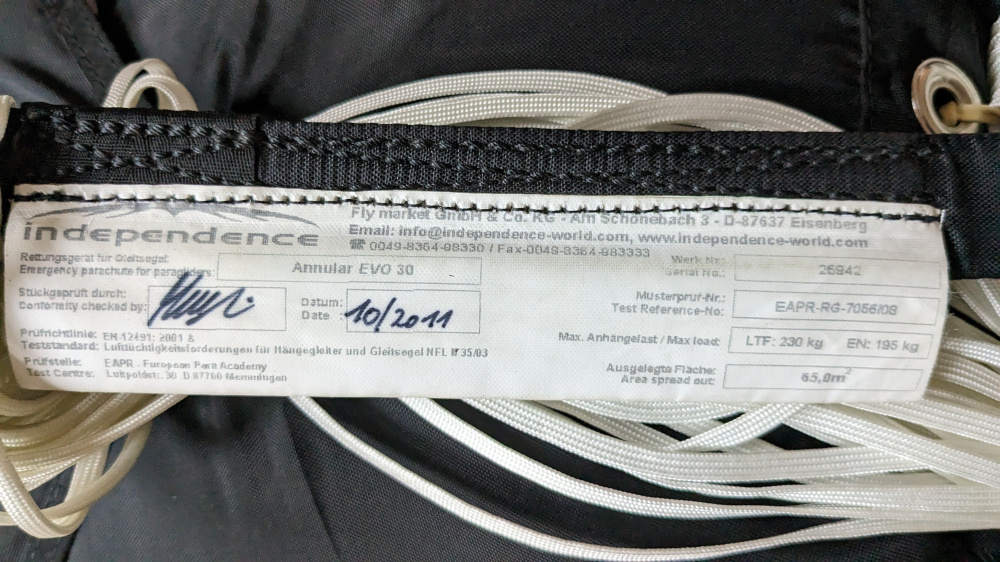 independence
Fly market GmbH & Co. KG - Am Schönebach 3 - D-87637 Eisenberg
Email: info@independence-world.com, www.independence-world.com
☎ 0049-8364-98330 / Fax-0049-8364-983333
Rettungsgerät für Gleitsegel:
Emergency parachute for paragliders:
Annular EVO 30
Werk Nr.:
Serial No.:
26942
Stückgeprüft durch:
Conformity checked by:
Datum:
Date :
10/2011
Musterpruf-Nr.:
Test Reference-No:
EAPR-RG-7056/08
Prüfrichtlinie: EN-12491: 2001 &
Teststandard: Lufttüchtigkeitsforderungen für Hängegleiter und Gleitsegel NFL II 35/03
Max. Anhangelast / Max load:
LTF: 230 kg EN: 195 kg
Prüfstelle: EAPR - European Para Academy
Test Centre: Luitpoldstr. 30 D 87760 Memmingen
Ausgelegte Fläche:
Area spread out:
65,0m²